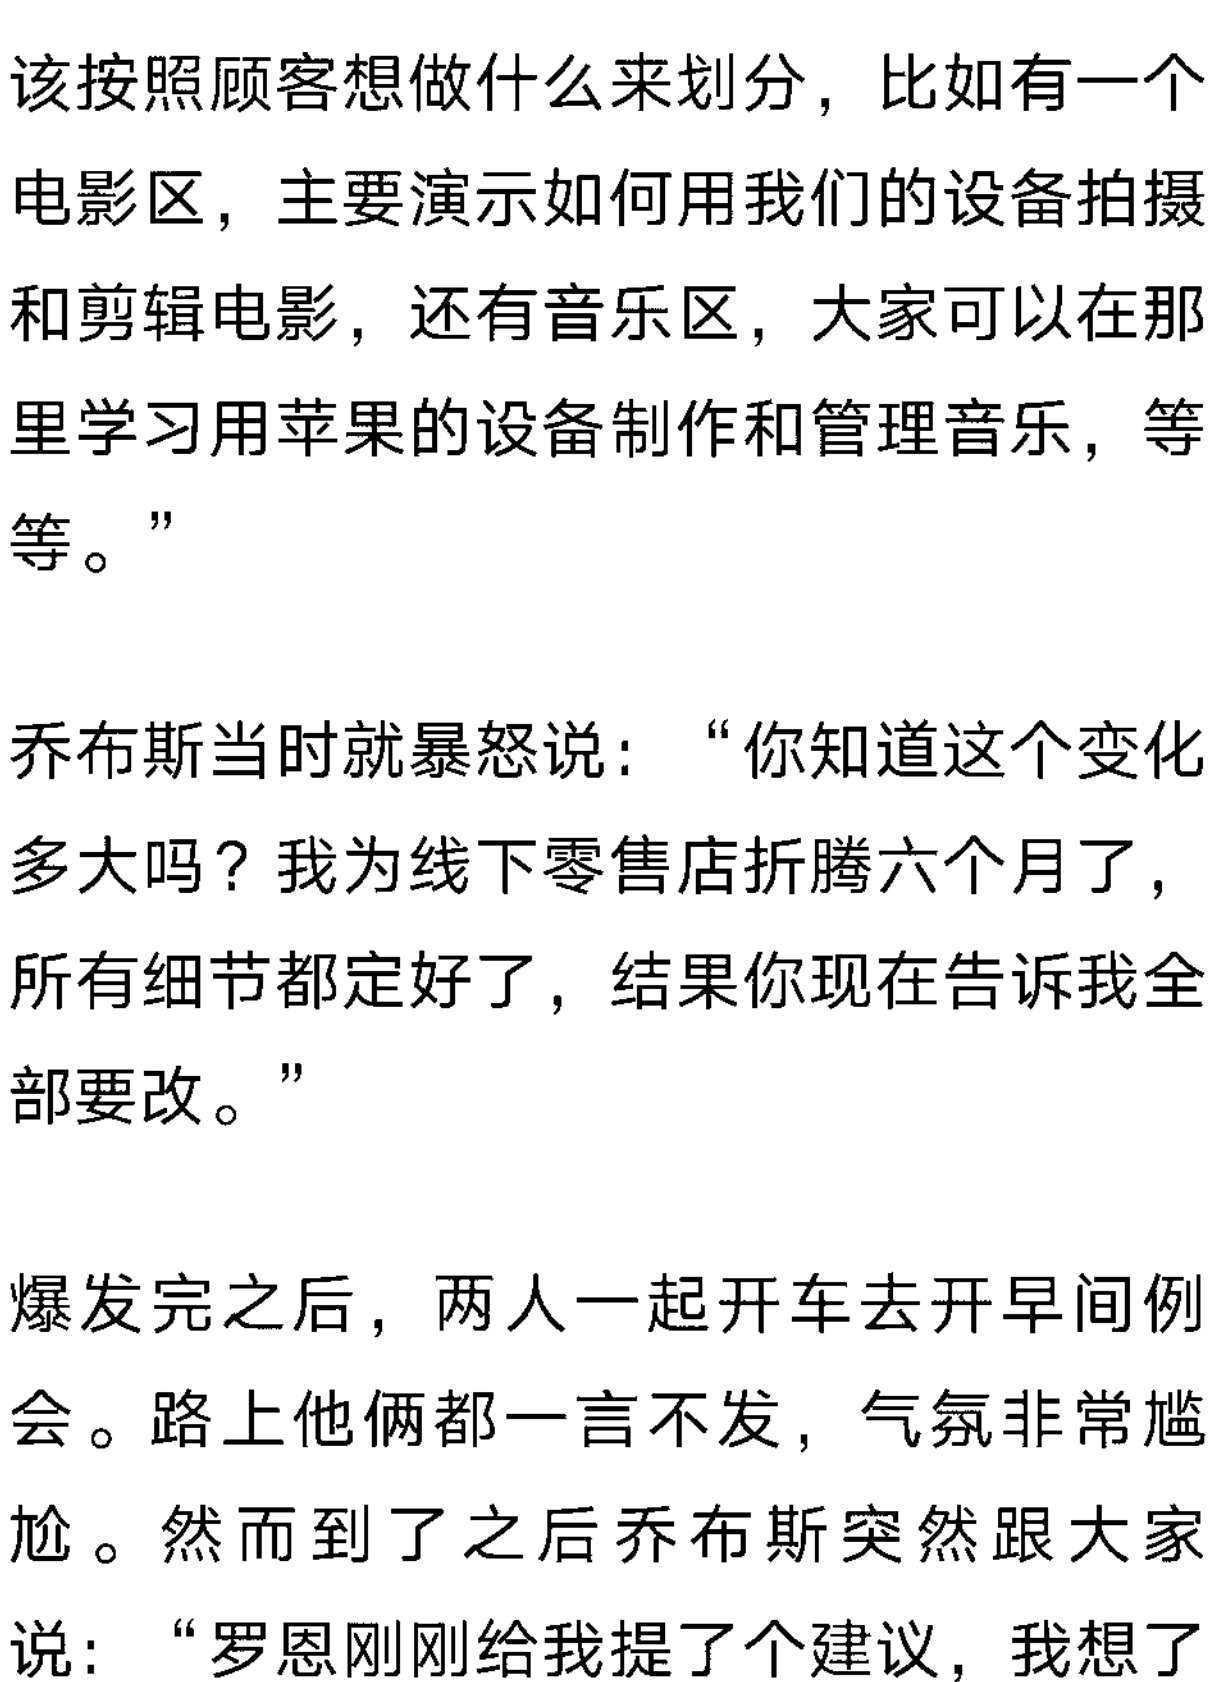 该按照顾客想做什么来划分，比如有一个
电影区，主要演示如何用我们的设备拍摄
和剪辑电影，还有音乐区，大家可以在那
里学习用苹果的设备制作和管理音乐，等
等。”
乔布斯当时就暴怒说：“你知道这个变化
多大吗？我为线下零售店折腾六个月了，
所有细节都定好了，结果你现在告诉我全
部要改。”
爆发完之后，两人一起开车去开早间例
会。路上他俩都一言不发，气氛非常尴
尬。然而到了之后乔布斯突然跟大家
说：“罗恩刚刚给我提了个建议，我想了